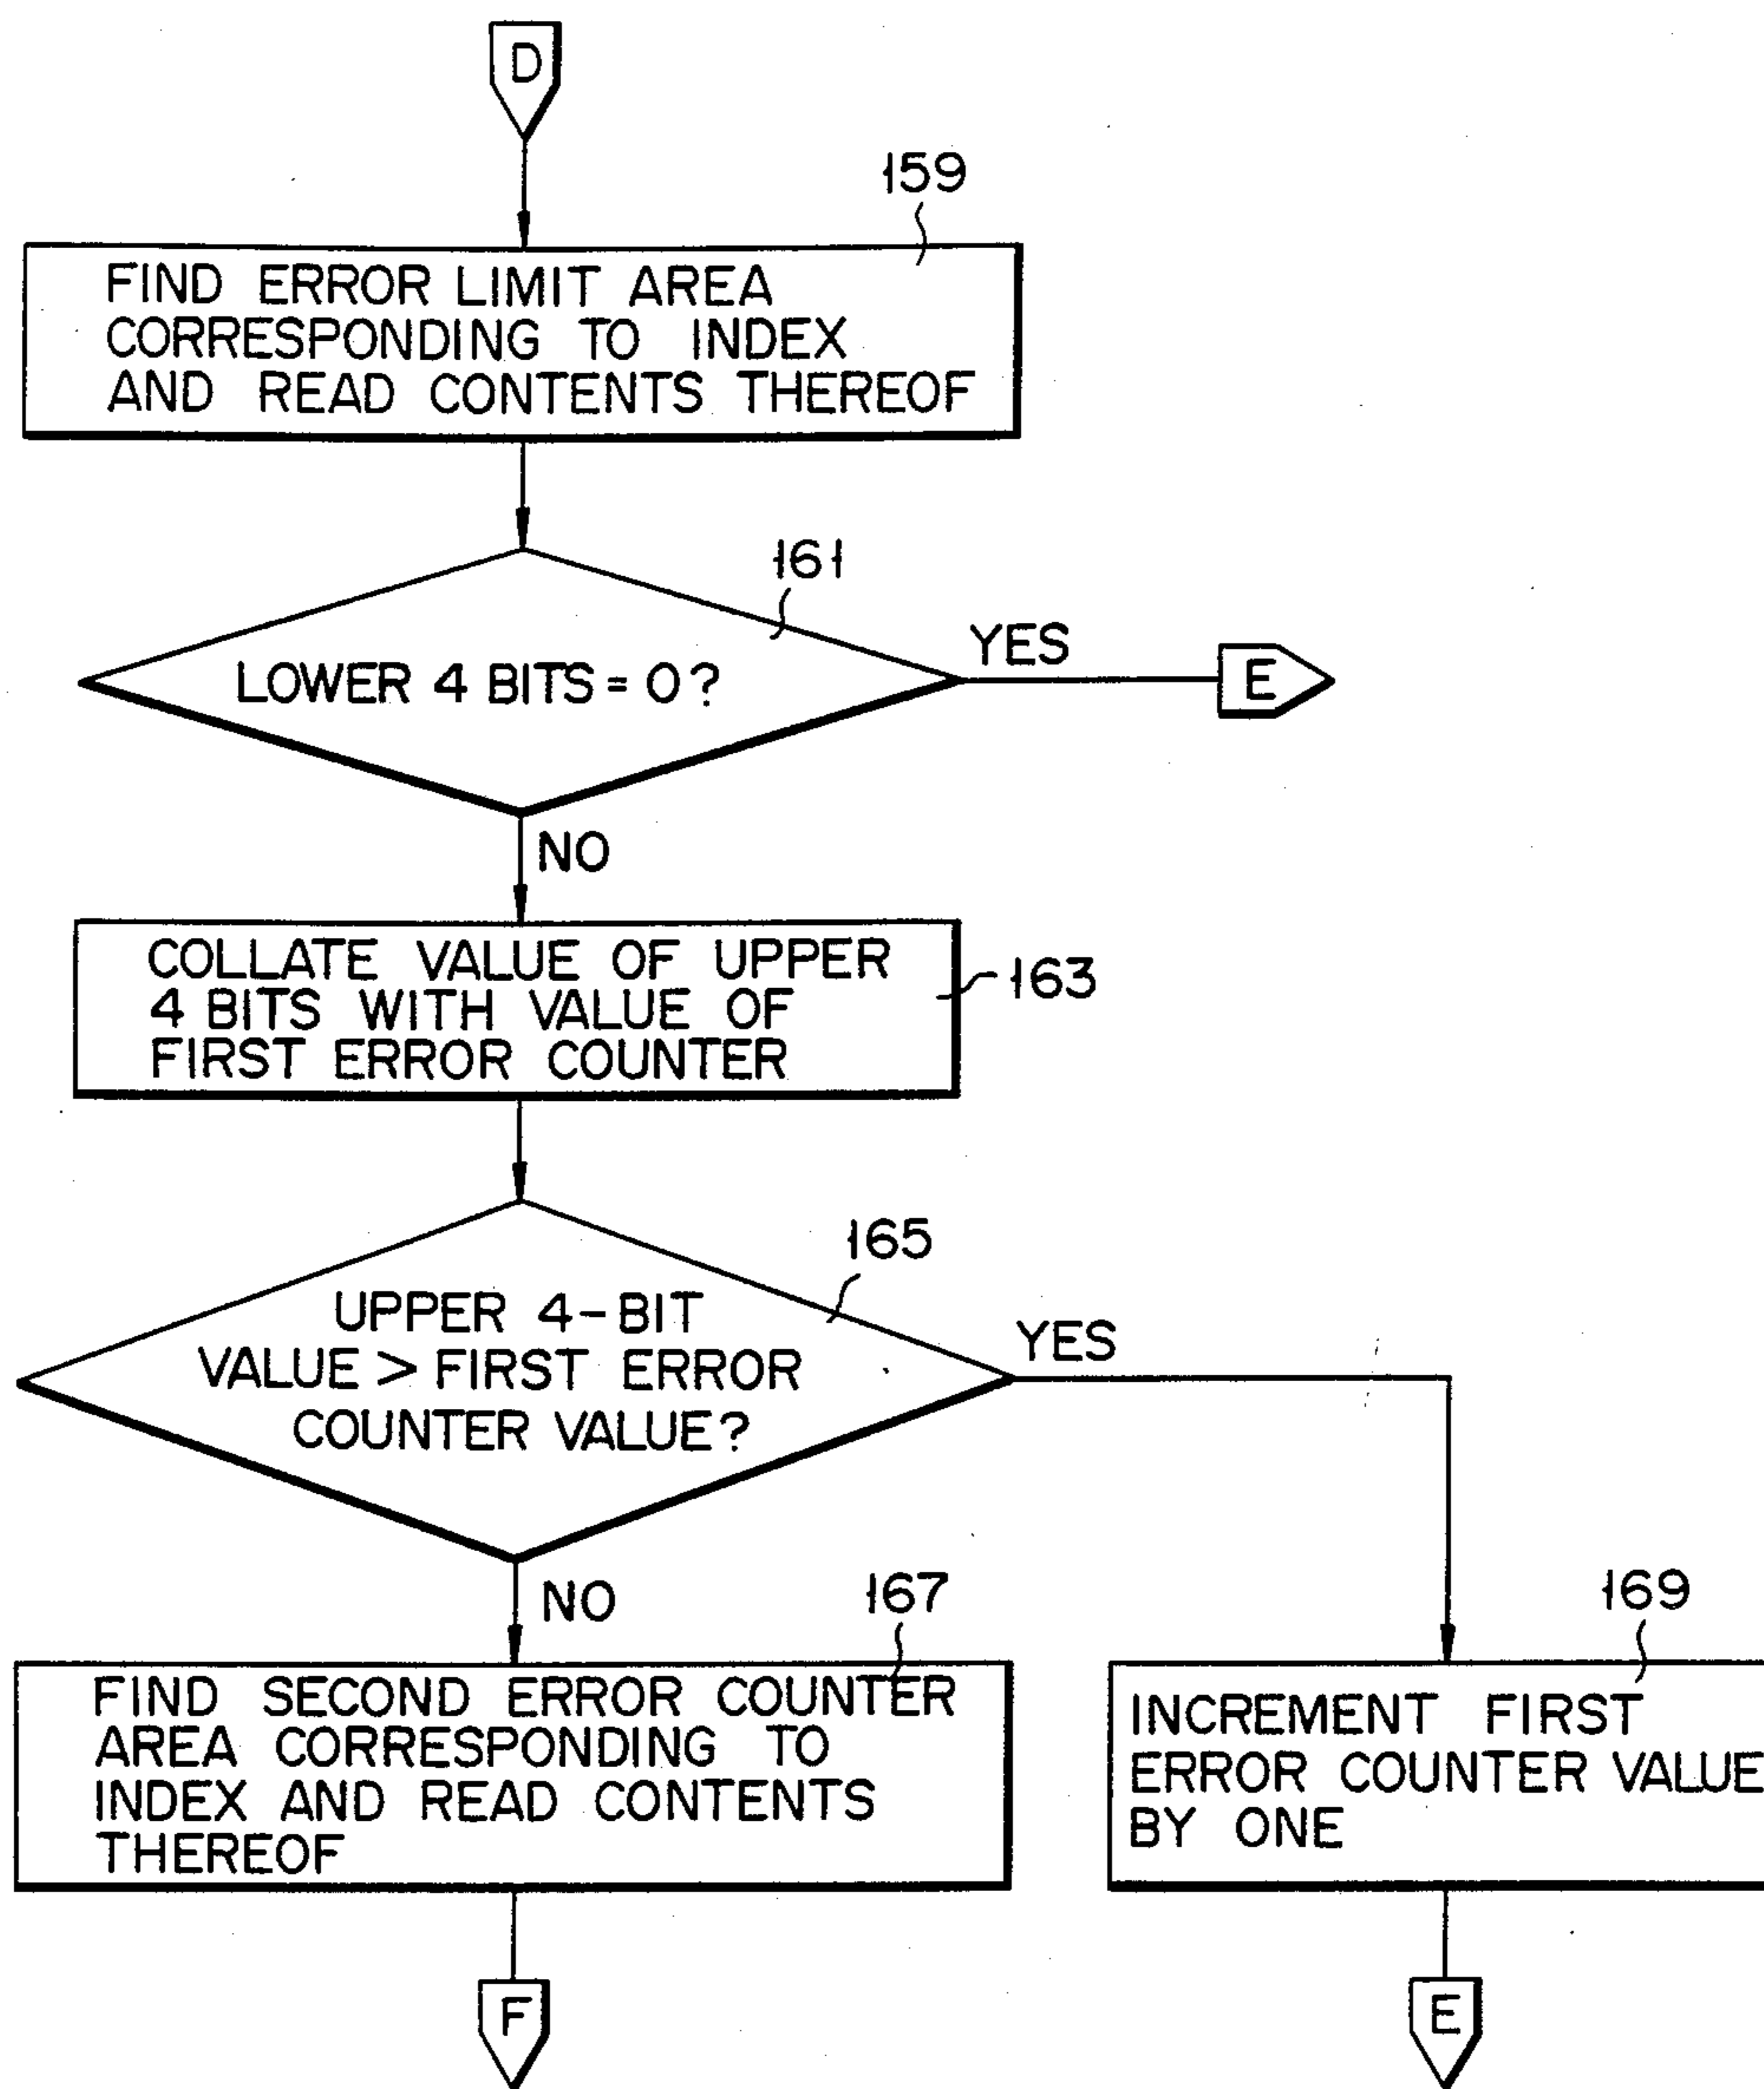 D
159
FIND ERROR LIMIT AREA
CORRESPONDING TO INDEX
AND READ CONTENTS THEREOF
161
LOWER 4 BITS = 0?
YES
E
NO
COLLATE VALUE OF UPPER
4 BITS WITH VALUE OF
FIRST ERROR COUNTER
163
165
UPPER 4-BIT
VALUE > FIRST ERROR
COUNTER VALUE?
YES
NO
167
FIND SECOND ERROR COUNTER
AREA CORRESPONDING TO
INDEX AND READ CONTENTS
THEREOF
169
INCREMENT FIRST
ERROR COUNTER VALUE
BY ONE
F
E